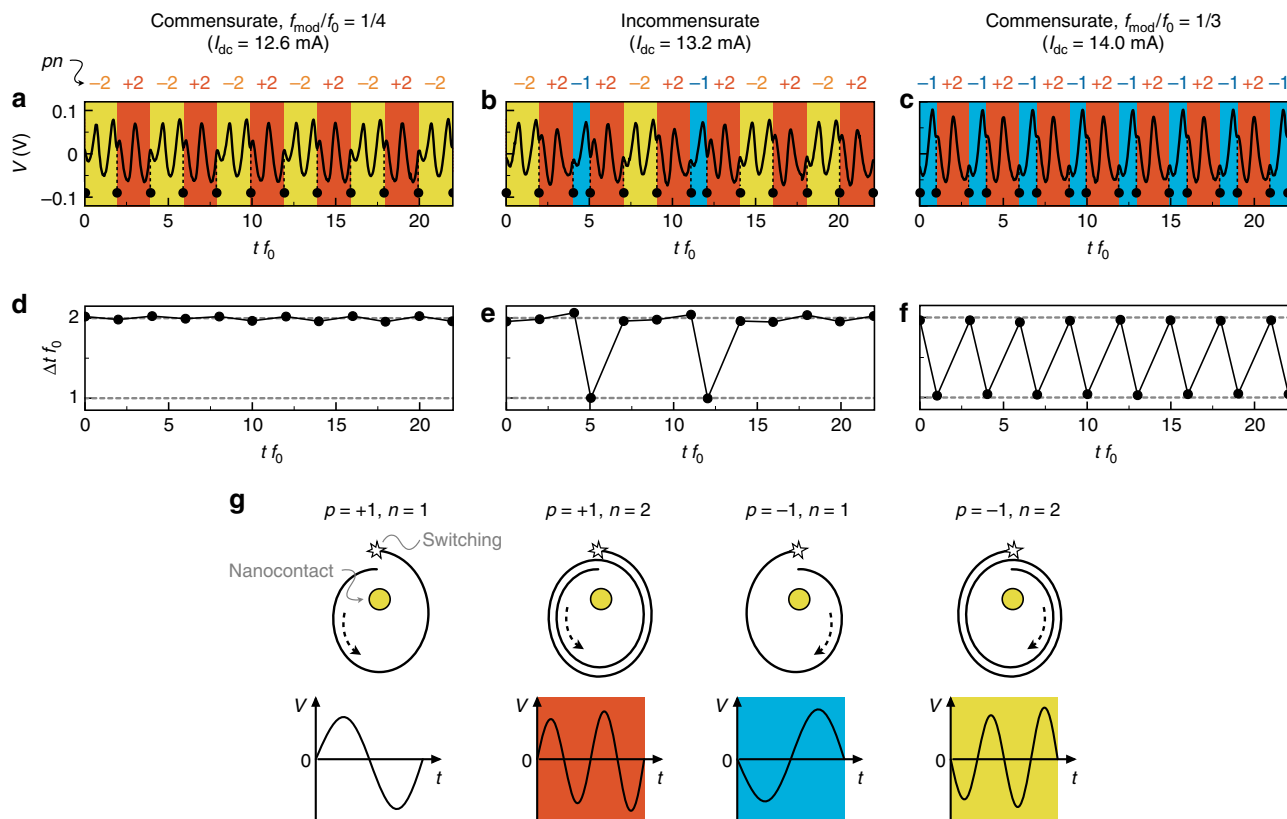 Commensurate, f_mod/f_0 = 1/4
(I_dc = 12.6 mA)
Incommensurate
(I_dc = 13.2 mA)
Commensurate, f_mod/f_0 = 1/3
(I_dc = 14.0 mA)
pn
−2 +2 −2 +2 −2 +2 −2 +2 −2 +2 −2
−2 +2 −1 +2 −2 +2 −1 +2 −2 +2 −2 +2
−1 +2 −1 +2 −1 +2 −1 +2 −1 +2 −1 +2 −1 +2 −1
a
b
c
V (V)
0.1
0
−0.1
0 5 10 15 20
0 5 10 15 20
0 5 10 15 20
t f_0
t f_0
t f_0
d
e
f
Δt f_0
2
1
0 5 10 15 20
0 5 10 15 20
0 5 10 15 20
t f_0
t f_0
t f_0
g
p = +1, n = 1
p = +1, n = 2
p = −1, n = 1
p = −1, n = 2
Switching
Nanocontact
V
0
t
V
0
t
V
0
t
V
0
t